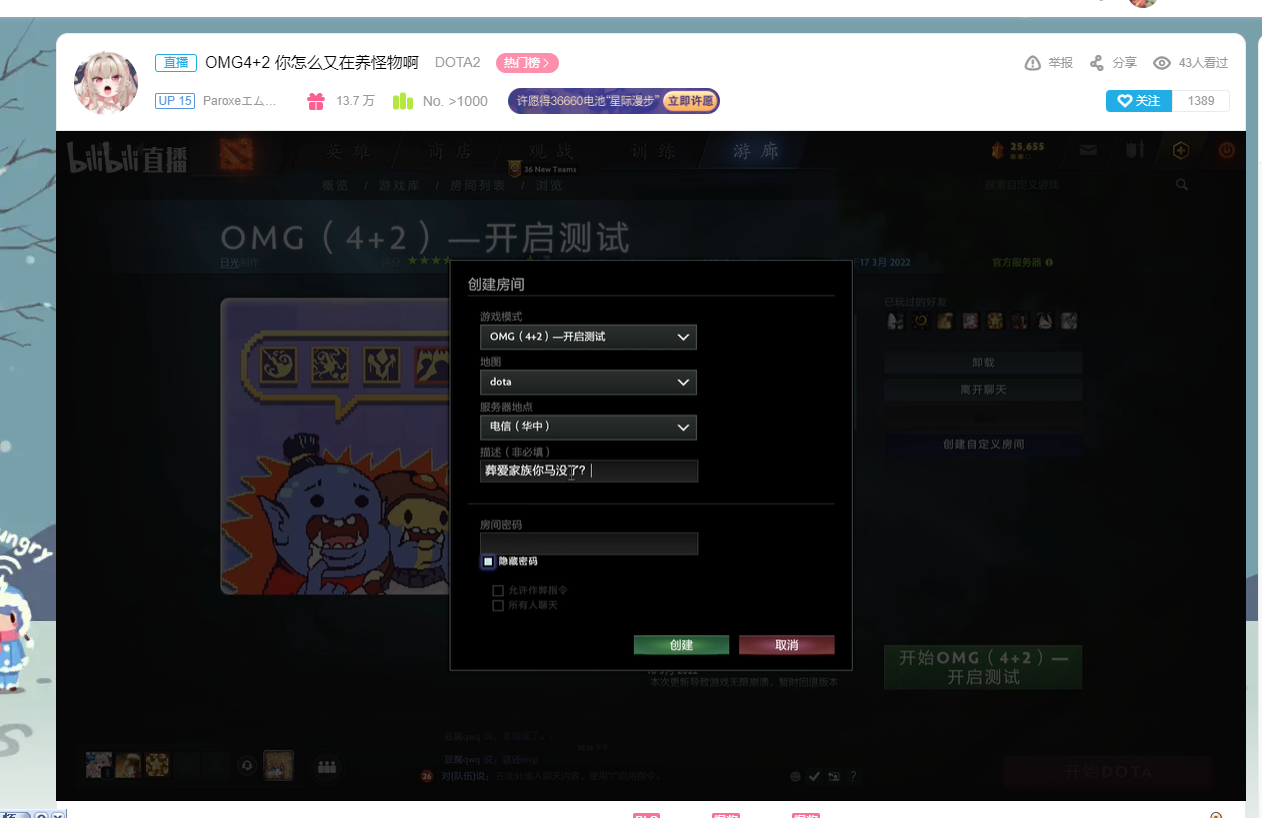 直播 OMG4+2 你怎么又在养怪物啊 DOTA2 热门榜 >
举报 分享 43人看过
UP 15 Paroxeエム... 13.7 万 No. >1000 许愿得36660电池"星际漫步" 立即许愿
关注 1389
bilibili直播
英雄 商店 观战 训练 游廊
25,655
36 New Teams
概览 / 游戏库 / 房间列表 / 浏览
搜索自定义游戏
OMG（4+2）—开启测试
日光制作
17 3月 2022
官方服务器
创建房间
已玩过的好友
游戏模式
OMG（4+2）—开启测试
地图
dota
卸载
离开聊天
服务器地点
电信（华中）
创建自定义房间
描述（非必填）
葬爱家族你马没了?
房间密码
隐藏密码
允许作弊指令
所有人聊天
创建 取消
开始OMG（4+2）—
开启测试
本次更新导致游戏无限崩溃，暂时回退版本
26 对(队伍)说:
?
开始DOTA
ngry